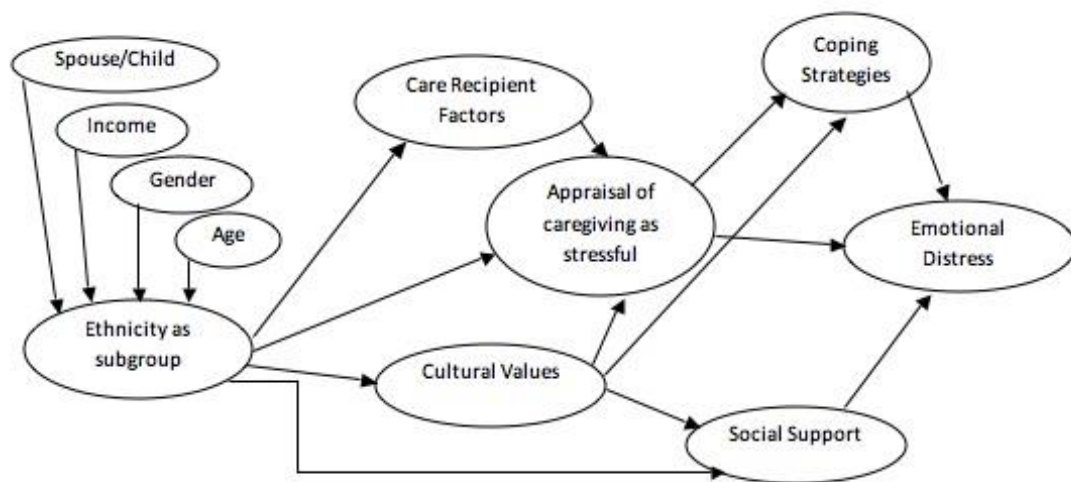 Spouse/Child
Income
Gender
Age
Ethnicity as
subgroup
Care Recipient
Factors
Appraisal of
caregiving as
stressful
Cultural Values
Coping
Strategies
Emotional
Distress
Social Support